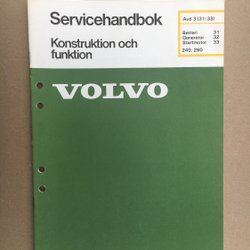 Servicehandbok
Konstruktion och
funktion
Avd 3 (31-33)
Batteri 31
Generator 32
Startmotor 33
240, 260
VOLVO